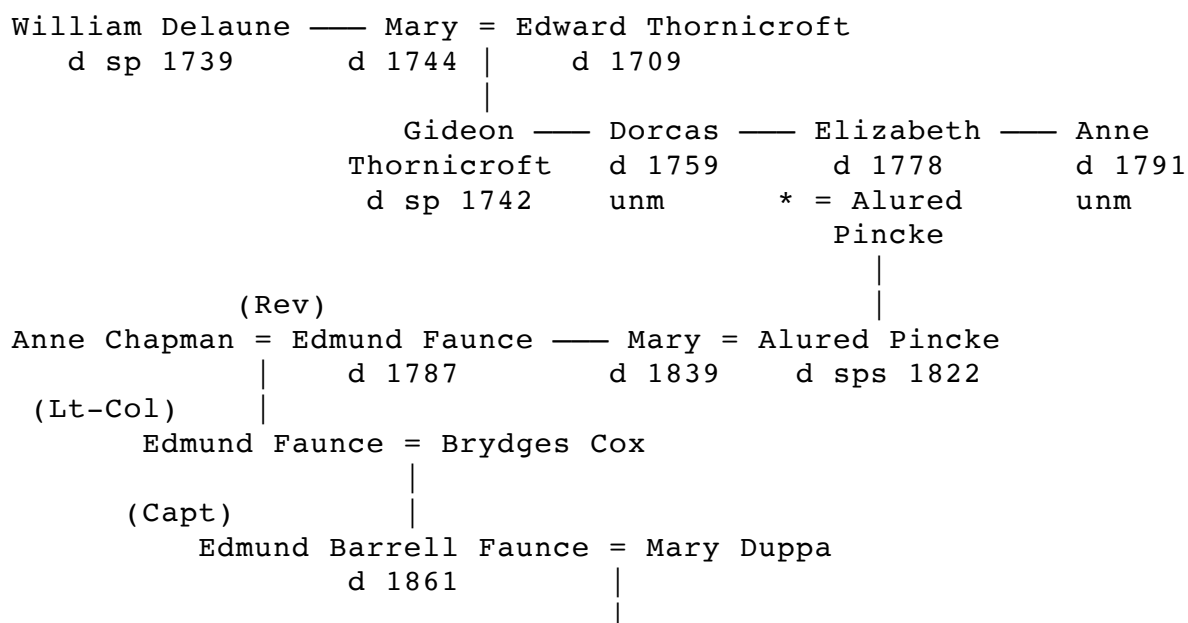 William Delaune ─── Mary = Edward Thornicroft
d sp 1739 d 1744 | d 1709
|
Gideon ─── Dorcas ─── Elizabeth ─── Anne
Thornicroft d 1759 d 1778 d 1791
d sp 1742 unm * = Alured unm
Pincke
|
(Rev) |
Anne Chapman = Edmund Faunce ─── Mary = Alured Pincke
| d 1787 d 1839 d sps 1822
(Lt-Col) |
Edmund Faunce = Brydges Cox
|
(Capt) |
Edmund Barrell Faunce = Mary Duppa
d 1861 |
|